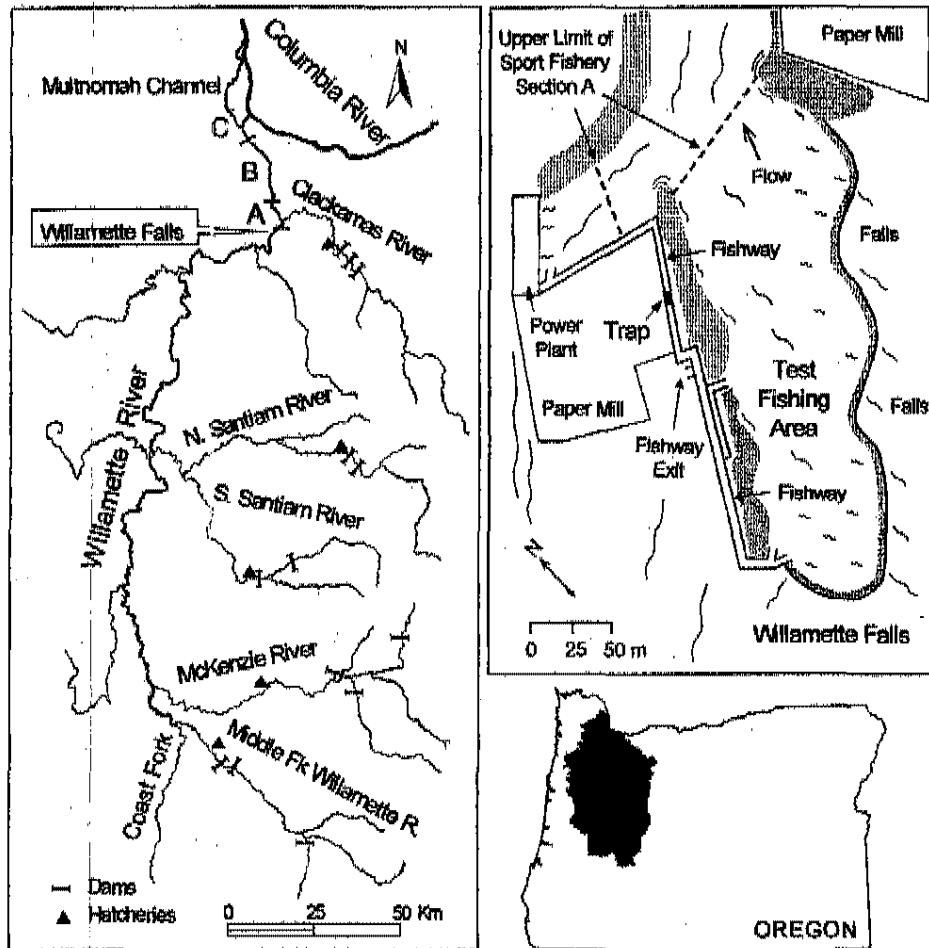 Columbia River
N
Multnomah Channel
C
B
A
Clackamas River
Willamette Falls
Willamette River
N. Santiam River
S. Santiam River
McKenzie River
Middle Fk Willamette R.
Coast Fork
Dams
Hatcheries
0 25 50 Km
Upper Limit of
Sport Fishery
Section A
Paper Mill
Flow
Falls
Fishway
Power
Plant
Trap
Test
Fishing
Area
Falls
Paper Mill
Fishway
Exit
Fishway
N
0 25 50 m
Willamette Falls
OREGON